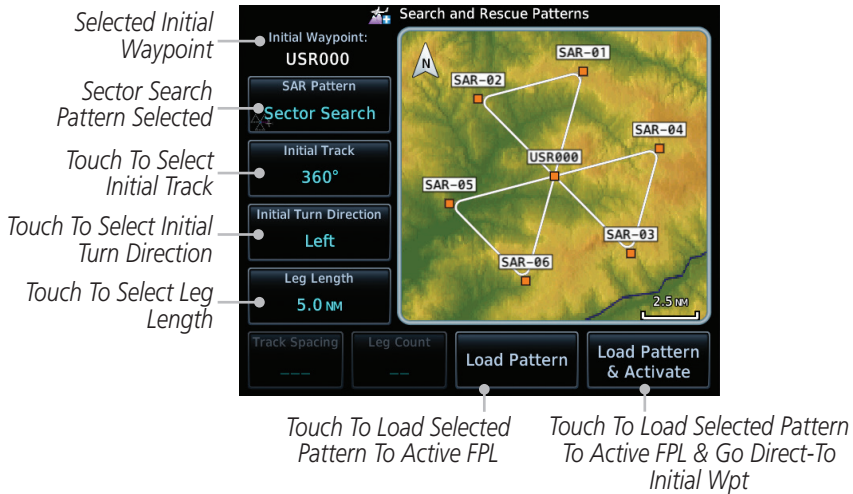 Search and Rescue Patterns
Selected Initial
Waypoint
Initial Waypoint:
USR000
Sector Search
Pattern Selected
SAR Pattern
Sector Search
Touch To Select
Initial Track
Initial Track
360°
Touch To Select Initial
Turn Direction
Initial Turn Direction
Left
Touch To Select Leg
Length
Leg Length
5.0 NM
N
SAR-01
SAR-02
SAR-04
USR000
SAR-05
SAR-03
SAR-06
2.5 NM
Track Spacing
___
Leg Count
__
Load Pattern
Load Pattern
& Activate
Touch To Load Selected
Pattern To Active FPL
Touch To Load Selected Pattern
To Active FPL & Go Direct-To
Initial Wpt